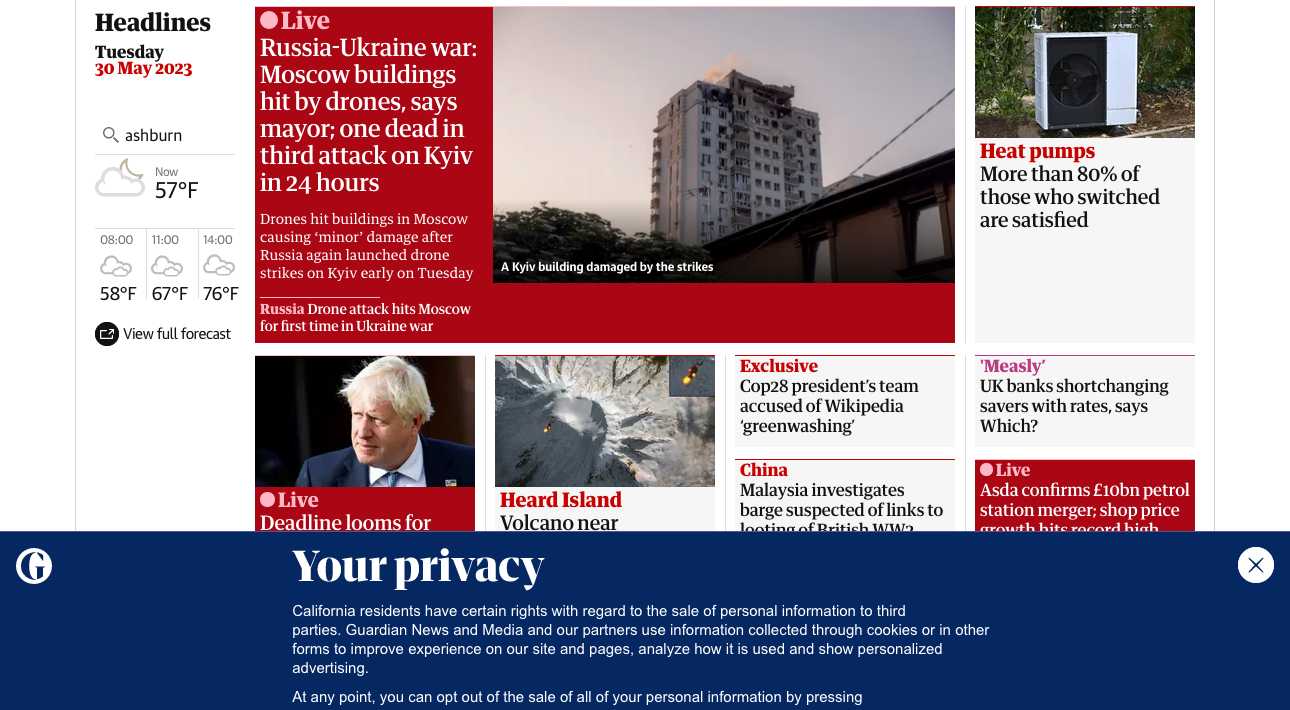 Headlines
Tuesday
30 May 2023
ashburn
Now
57°F
08:00
11:00
14:00
58°F
67°F
76°F
View full forecast
Live
Russia-Ukraine war:
Moscow buildings
hit by drones, says
mayor; one dead in
third attack on Kyiv
in 24 hours
Drones hit buildings in Moscow
causing ‘minor’ damage after
Russia again launched drone
strikes on Kyiv early on Tuesday
Russia Drone attack hits Moscow
for first time in Ukraine war
A Kyiv building damaged by the strikes
Heat pumps
More than 80% of
those who switched
are satisfied
Live
Deadline looms for
Heard Island
Volcano near
Exclusive
Cop28 president’s team
accused of Wikipedia
‘greenwashing’
China
Malaysia investigates
barge suspected of links to
looting of British WW2
'Measly’
UK banks shortchanging
savers with rates, says
Which?
Live
Asda confirms £10bn petrol
station merger; shop price
growth hits record high
G
Your privacy
California residents have certain rights with regard to the sale of personal information to third
parties. Guardian News and Media and our partners use information collected through cookies or in other
forms to improve experience on our site and pages, analyze how it is used and show personalized
advertising.
At any point, you can opt out of the sale of all of your personal information by pressing